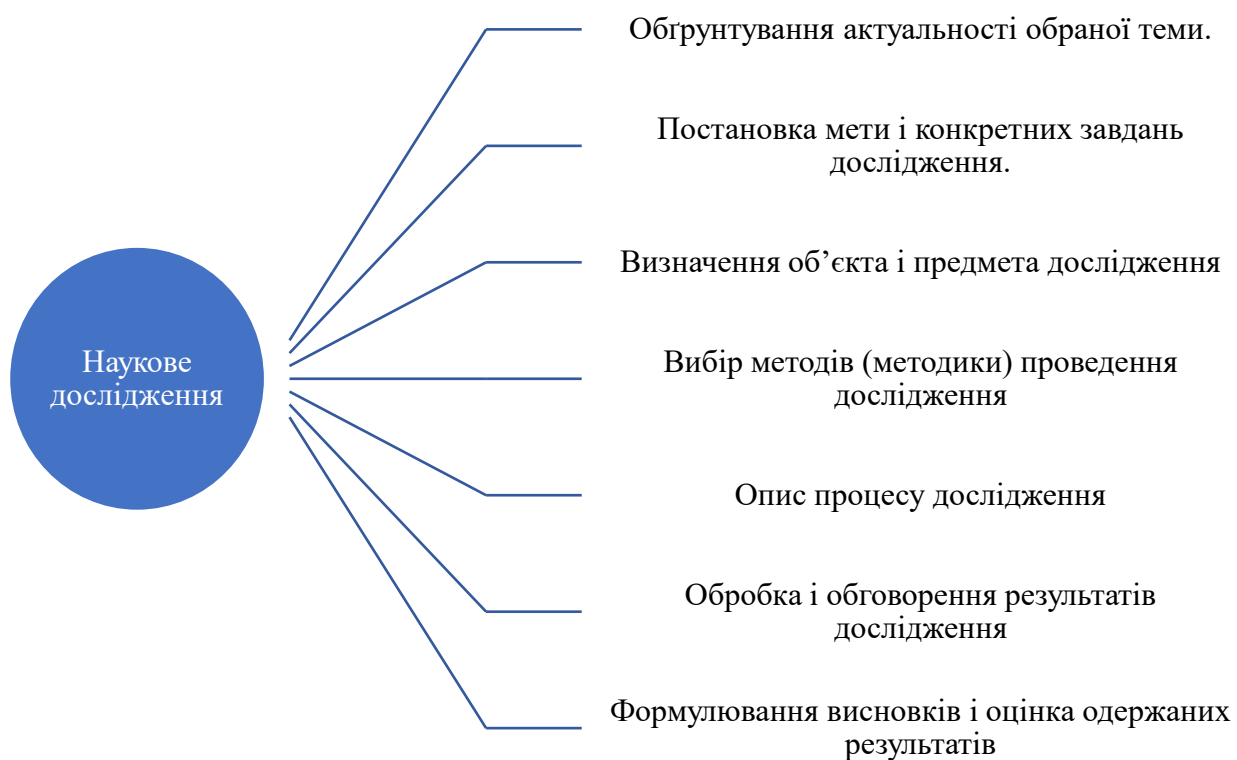 Обґрунтування актуальності обраної теми.
Постановка мети і конкретних завдань
дослідження.
Визначення об’єкта і предмета дослідження
Наукове
дослідження
Вибір методів (методики) проведення
дослідження
Опис процесу дослідження
Обробка і обговорення результатів
дослідження
Формулювання висновків і оцінка одержаних
результатів